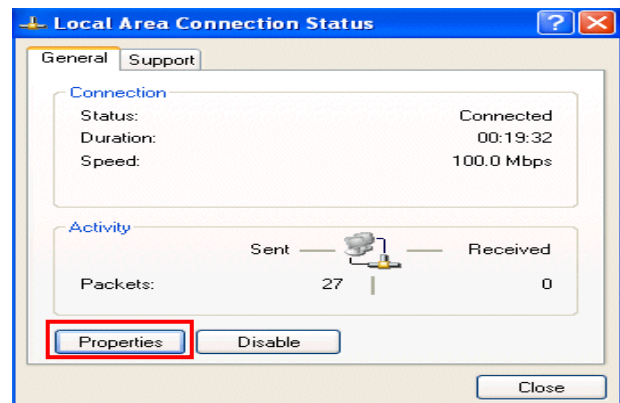 Local Area Connection Status
General Support
Connection
Status: Connected
Duration: 00:19:32
Speed: 100.0 Mbps
Activity
Sent Received
Packets: 27 0
Properties Disable
Close